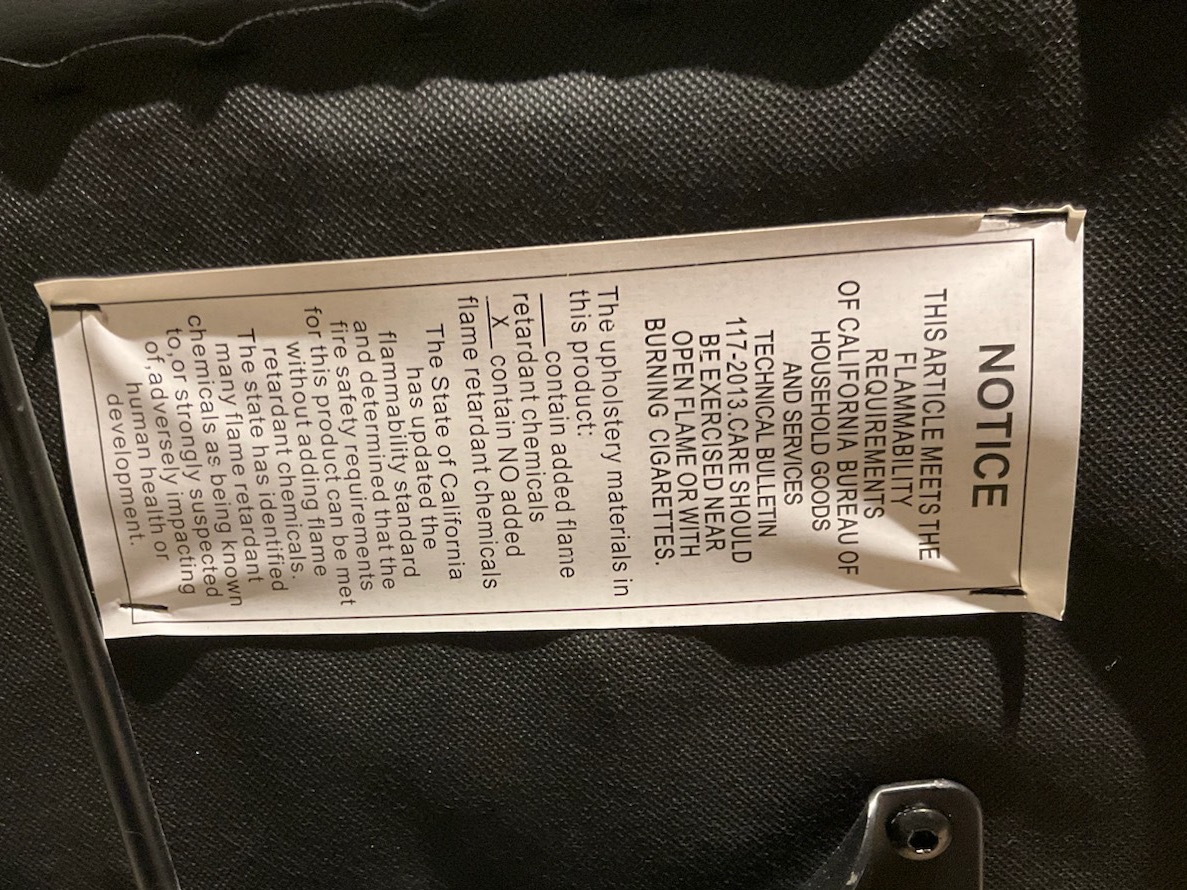 NOTICE
THIS ARTICLE MEETS THE
FLAMMABILITY
REQUIREMENTS
OF CALIFORNIA BUREAU OF
HOUSEHOLD GOODS
AND SERVICES
TECHNICAL BULLETIN
117-2013.CARE SHOULD
BE EXERCISED NEAR
OPEN FLAME OR WITH
BURNING CIGARETTES.
The upholstery materials in
this product:
____ contain added flame
retardant chemicals
__X__ contain NO added
flame retardant chemicals
The State of California
has updated the
flammability standard
and determined that the
fire safety requirements
for this product can be met
without adding flame
retardant chemicals.
The state has identified
many flame retardant
chemicals as being known
to,or strongly suspected
of,adversely impacting
human health or
development.